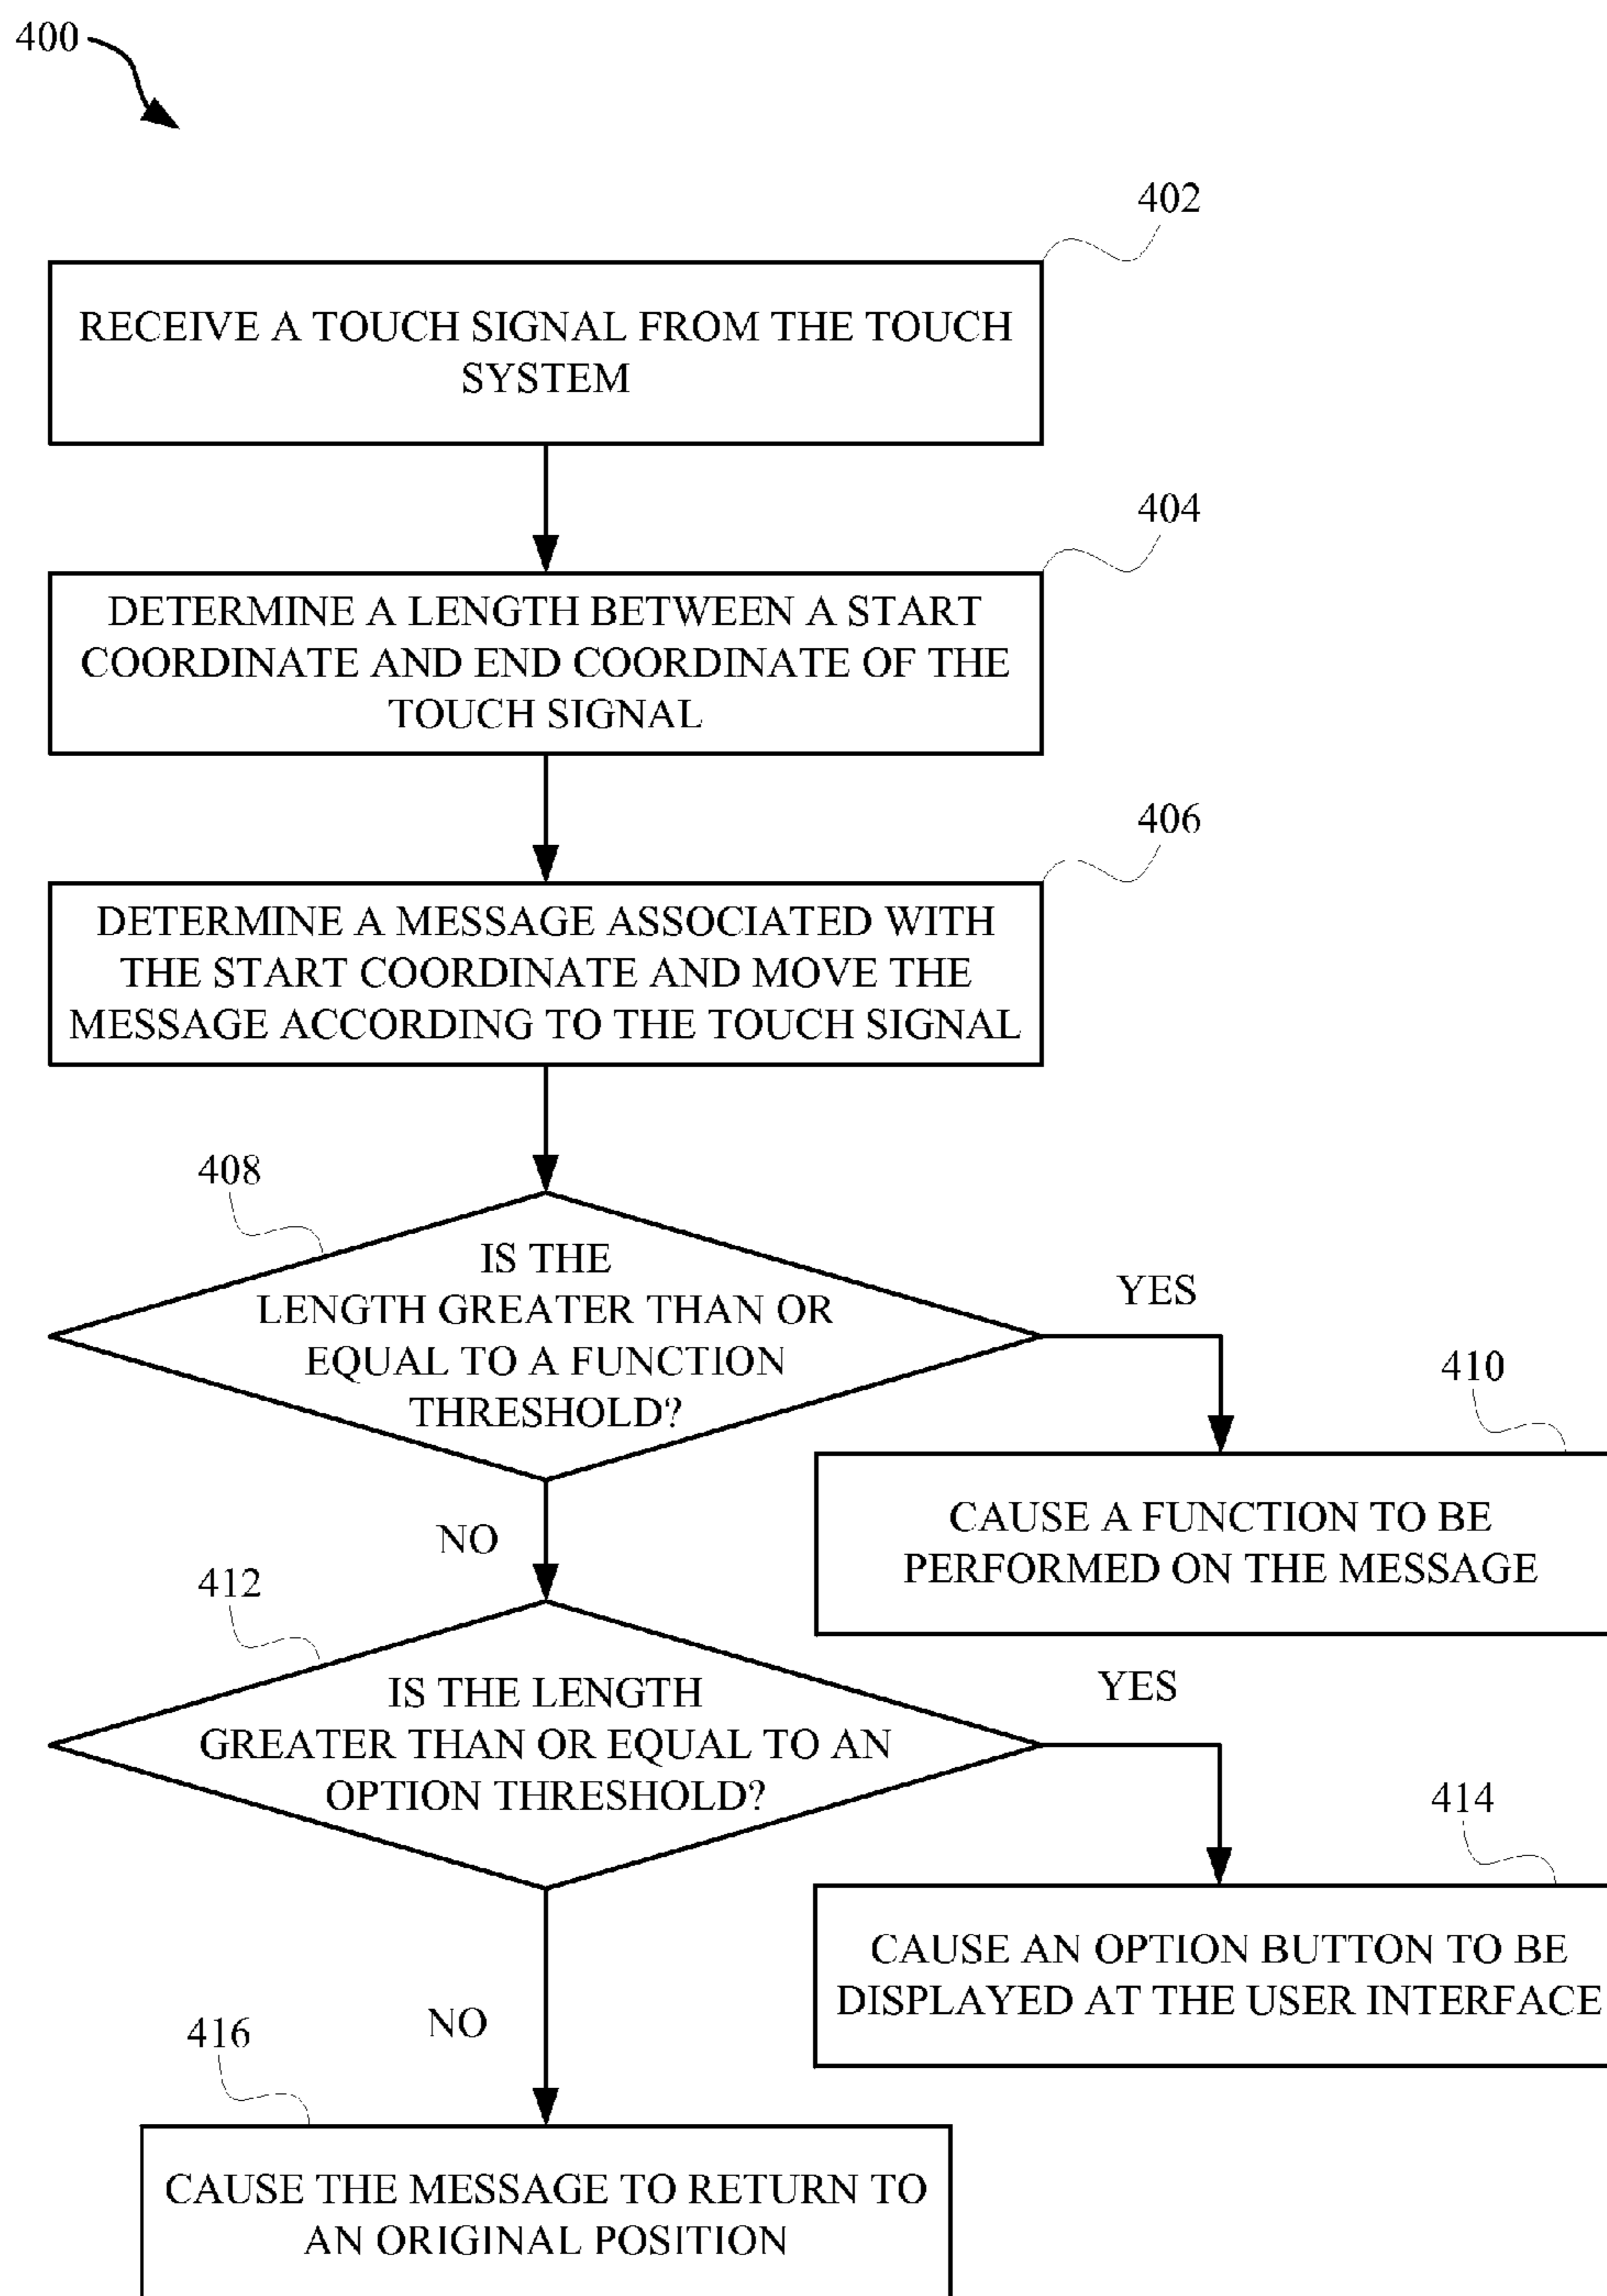 400
402
RECEIVE A TOUCH SIGNAL FROM THE TOUCH
SYSTEM
404
DETERMINE A LENGTH BETWEEN A START
COORDINATE AND END COORDINATE OF THE
TOUCH SIGNAL
406
DETERMINE A MESSAGE ASSOCIATED WITH
THE START COORDINATE AND MOVE THE
MESSAGE ACCORDING TO THE TOUCH SIGNAL
408
IS THE
LENGTH GREATER THAN OR
EQUAL TO A FUNCTION
THRESHOLD?
YES
410
CAUSE A FUNCTION TO BE
PERFORMED ON THE MESSAGE
NO
412
IS THE LENGTH
GREATER THAN OR EQUAL TO AN
OPTION THRESHOLD?
YES
414
CAUSE AN OPTION BUTTON TO BE
DISPLAYED AT THE USER INTERFACE
NO
416
CAUSE THE MESSAGE TO RETURN TO
AN ORIGINAL POSITION